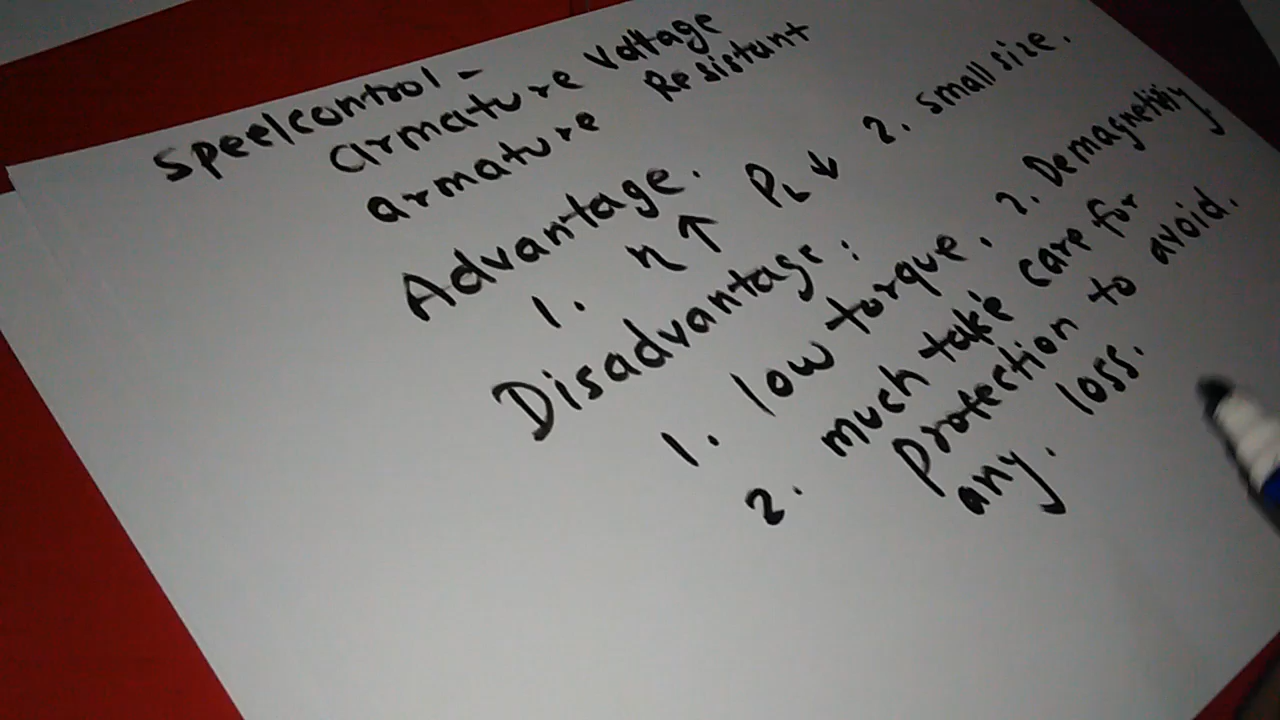 Speelcontrol -
armature Voltage
armature Resistant
Advantage.
1. n ↑ PL ↓ 2. small size.
Disadvantage:
1. low torque. 2. Demagnetity
2. much take care for
Protection to avoid.
any. loss.